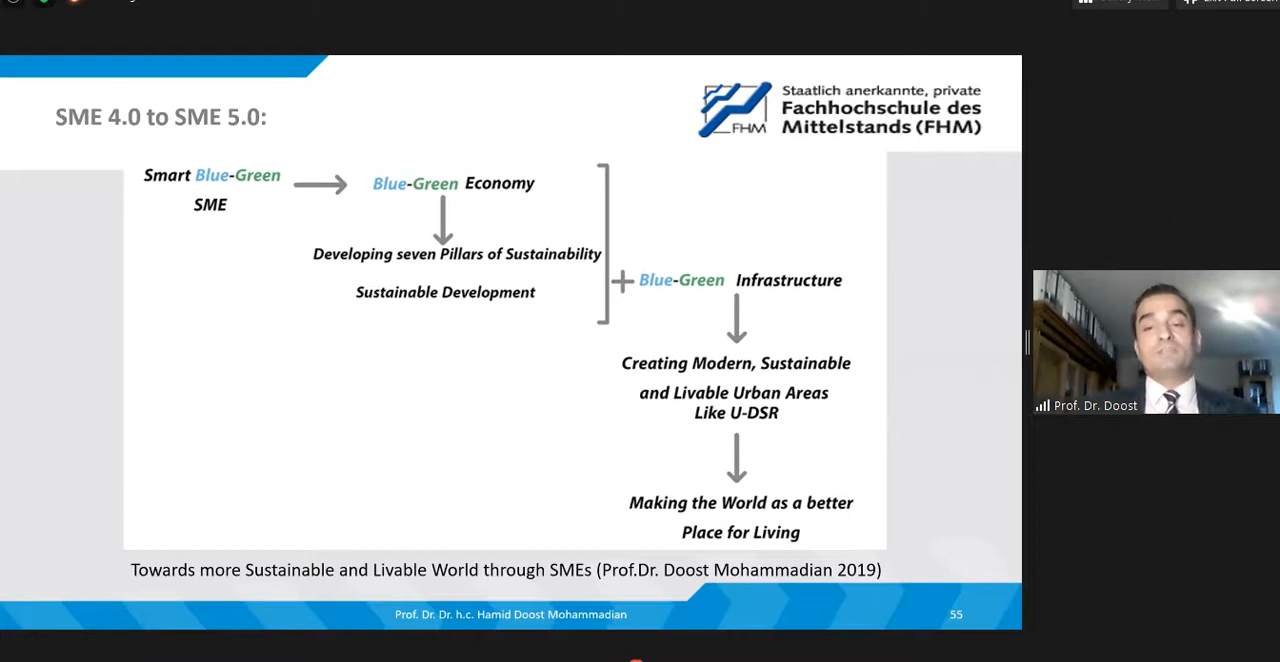 SME 4.0 to SME 5.0:
FHM
Staatlich anerkannte, private
Fachhochschule des
Mittelstands (FHM)
Smart Blue-Green
SME
Blue-Green Economy
Developing seven Pillars of Sustainability
Sustainable Development
+ Blue-Green Infrastructure
Creating Modern, Sustainable
and Livable Urban Areas
Like U-DSR
Making the World as a better
Place for Living
Towards more Sustainable and Livable World through SMEs (Prof.Dr. Doost Mohammadian 2019)
Prof. Dr. Dr. h.c. Hamid Doost Mohammadian
55
Prof. Dr. Doost